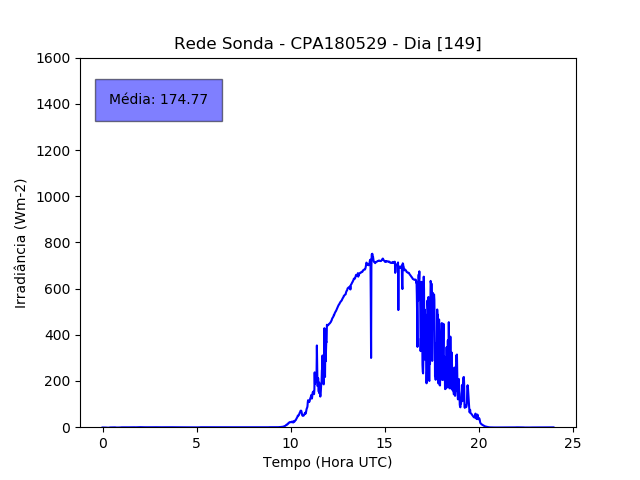 Rede Sonda - CPA180529 - Dia [149]
Média: 174.77
Irradiância (Wm-2)
1600
1400
1200
1000
800
600
400
200
0
0 5 10 15 20 25
Tempo (Hora UTC)